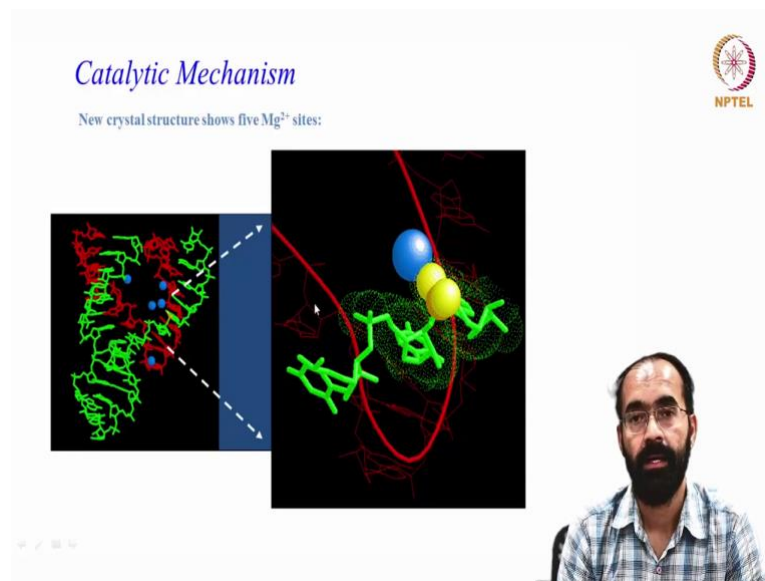 Catalytic Mechanism
NPTEL
New crystal structure shows five Mg²⁺ sites: